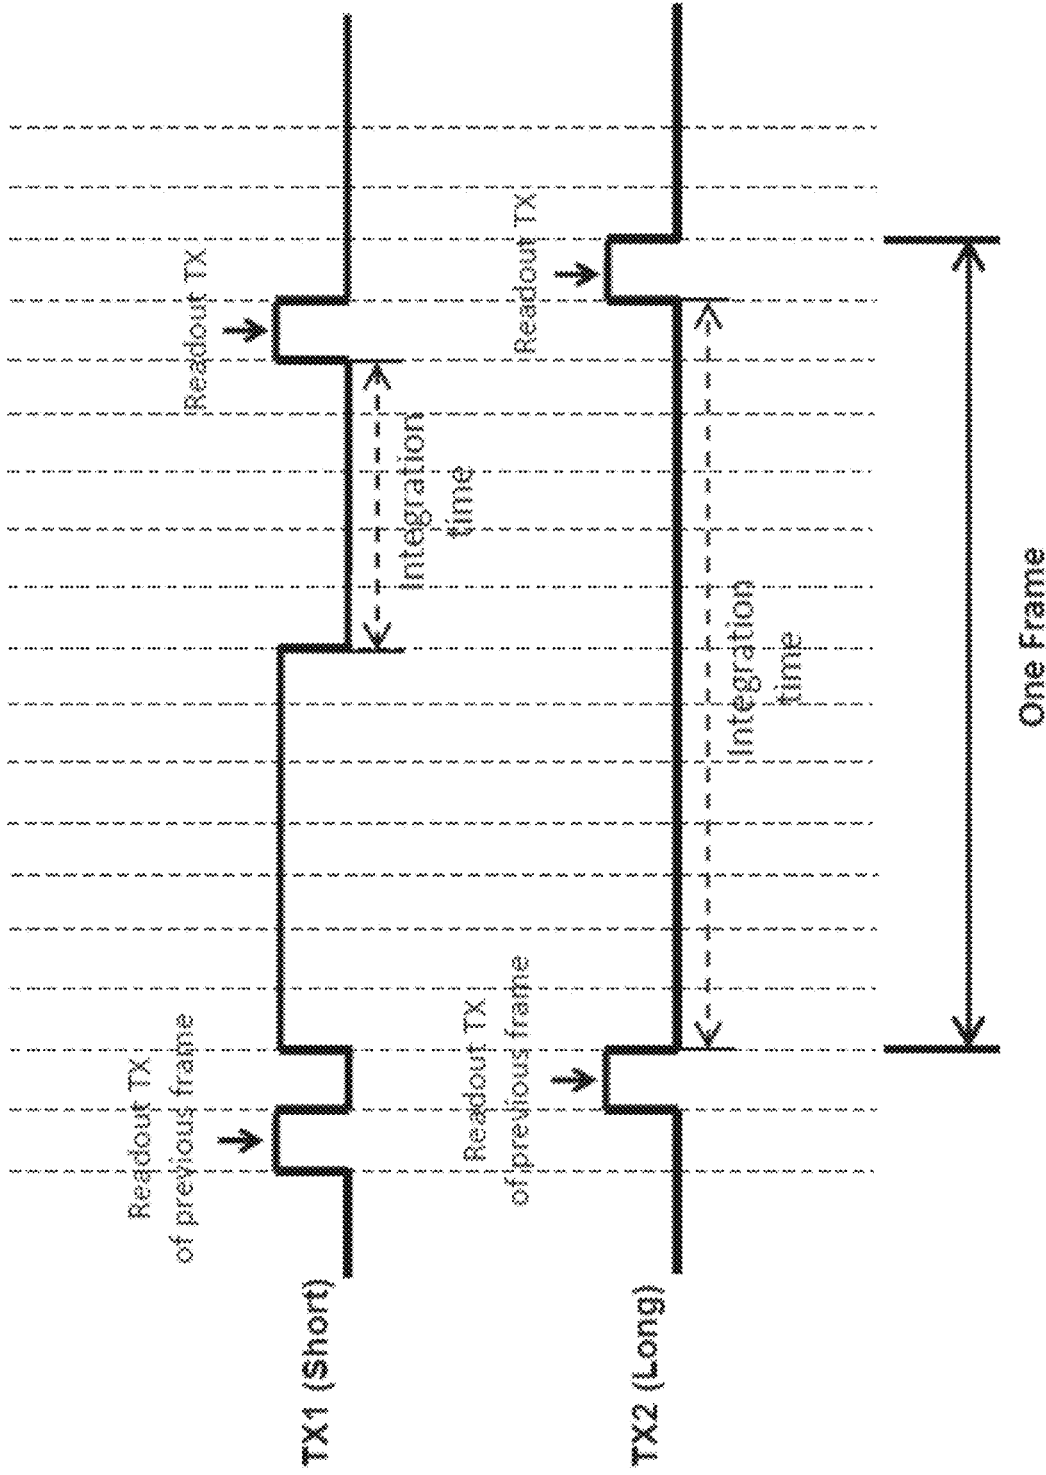 Readout TX
of previous frame
Readout TX
TX1 (Short)
Integration
time
Readout TX
of previous frame
Readout TX
TX2 (Long)
Integration
time
One Frame